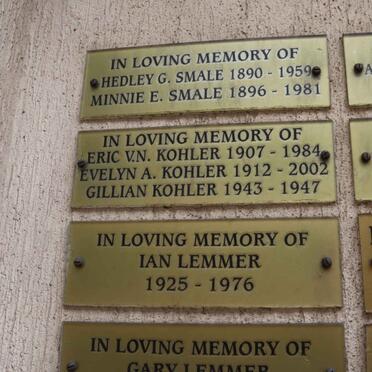 IN LOVING MEMORY OF
HEDLEY G. SMALE 1890 - 1959
MINNIE E. SMALE 1896 - 1981
IN LOVING MEMORY OF
ERIC V.N. KOHLER 1907 - 1984
EVELYN A. KOHLER 1912 - 2002
GILLIAN KOHLER 1943 - 1947
IN LOVING MEMORY OF
IAN LEMMER
1925 - 1976
IN LOVING MEMORY OF
GARY LEMMER